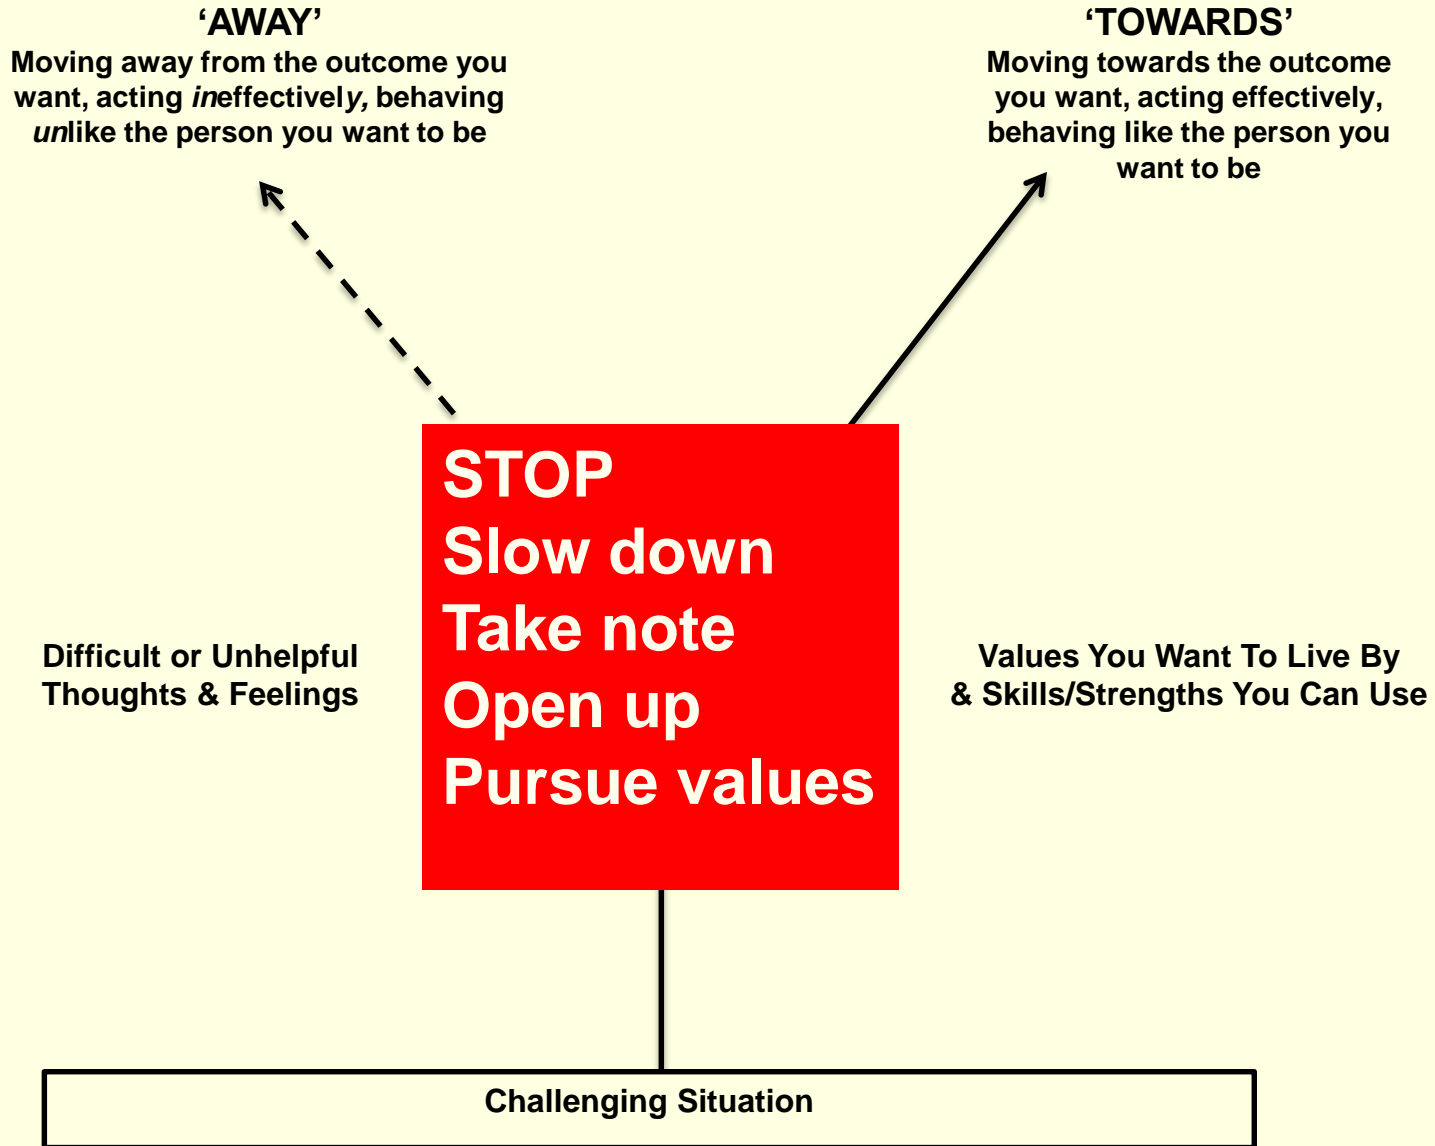 ‘AWAY’
Moving away from the outcome you
want, acting ineffectively, behaving
unlike the person you want to be
‘TOWARDS’
Moving towards the outcome
you want, acting effectively,
behaving like the person you
want to be
STOP
Slow down
Take note
Open up
Pursue values
Difficult or Unhelpful
Thoughts & Feelings
Values You Want To Live By
& Skills/Strengths You Can Use
Challenging Situation